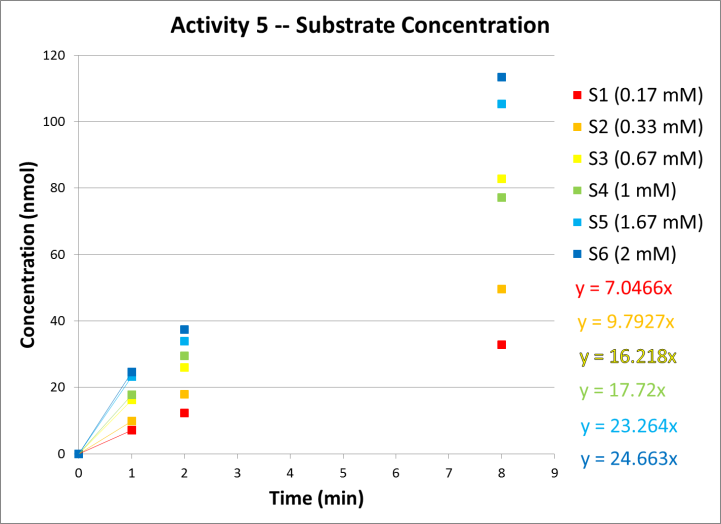 Activity 5 -- Substrate Concentration
120
100
80
60
40
20
0
Concentration (nmol)
0 1 2 3 4 5 6 7 8 9
Time (min)
S1 (0.17 mM)
S2 (0.33 mM)
S3 (0.67 mM)
S4 (1 mM)
S5 (1.67 mM)
S6 (2 mM)
y = 7.0466x
y = 9.7927x
y = 16.218x
y = 17.72x
y = 23.264x
y = 24.663x